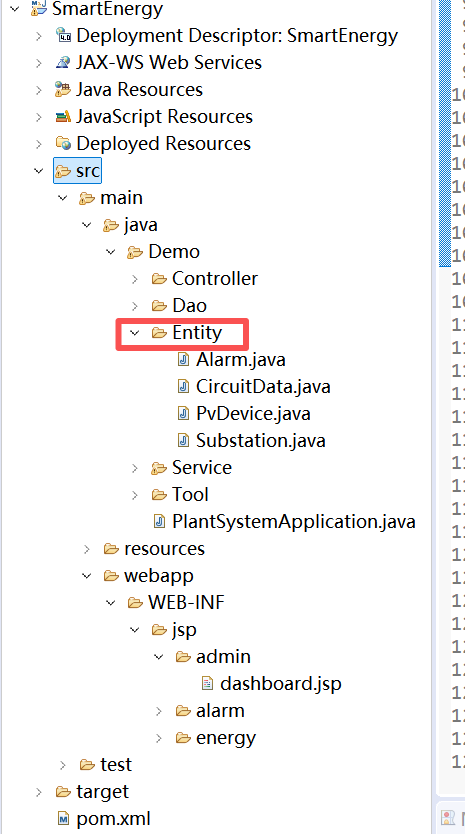 SmartEnergy
Deployment Descriptor: SmartEnergy
JAX-WS Web Services
Java Resources
JavaScript Resources
Deployed Resources
src
main
java
Demo
Controller
Dao
Entity
Alarm.java
CircuitData.java
PvDevice.java
Substation.java
Service
Tool
PlantSystemApplication.java
resources
webapp
WEB-INF
jsp
admin
dashboard.jsp
alarm
energy
test
target
pom.xml